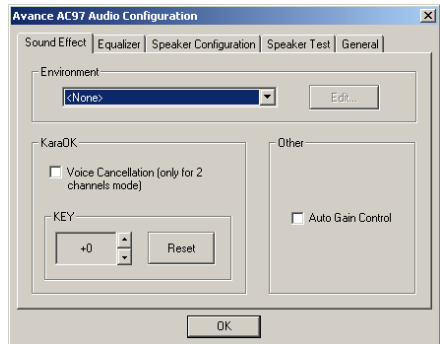 Avance AC97 Audio Configuration
Sound Effect Equalizer Speaker Configuration Speaker Test General
Environment
<None>
Edit...
KaraOK
Other
Voice Cancellation (only for 2
channels mode)
Auto Gain Control
KEY
+0
Reset
OK